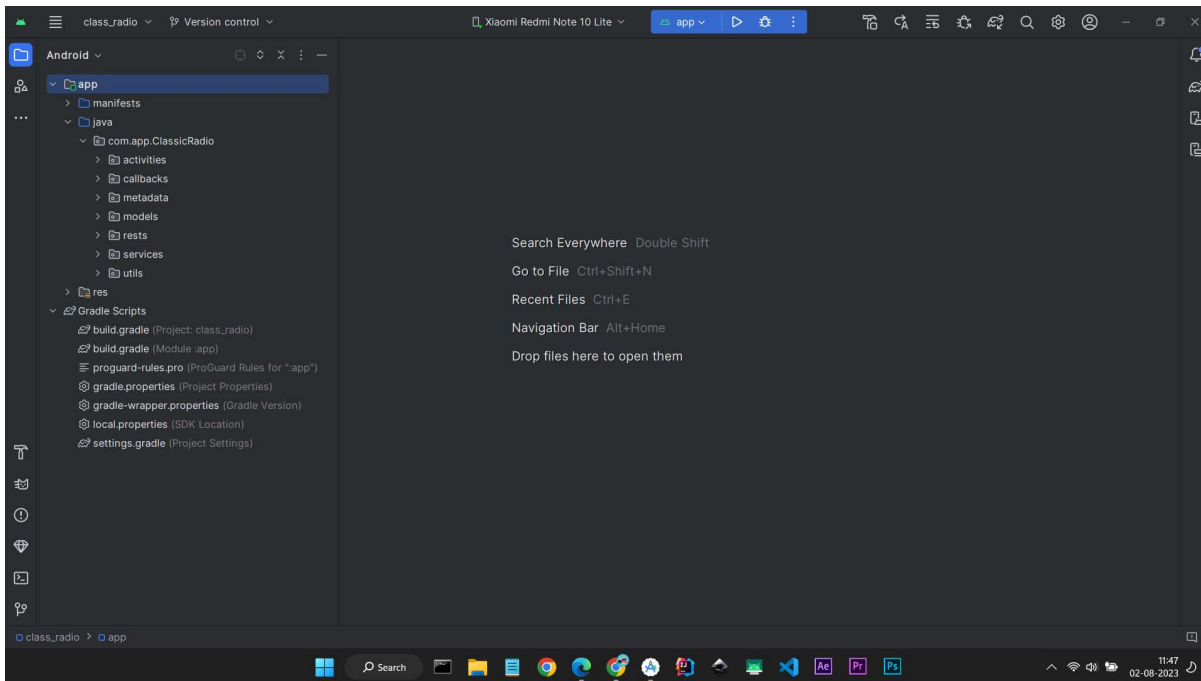 class_radio Version control Xiaomi Redmi Note 10 Lite app
Android
app
manifests
java
com.app.ClassicRadio
activities
callbacks
metadata
models
rests
services
utils
res
Gradle Scripts
build.gradle (Project: class_radio)
build.gradle (Module :app)
proguard-rules.pro (ProGuard Rules for ":app")
gradle.properties (Project Properties)
gradle-wrapper.properties (Gradle Version)
local.properties (SDK Location)
settings.gradle (Project Settings)
Search Everywhere Double Shift
Go to File Ctrl+Shift+N
Recent Files Ctrl+E
Navigation Bar Alt+Home
Drop files here to open them
class_radio > app
Search Ae Pr Ps 11:47
02-08-2023